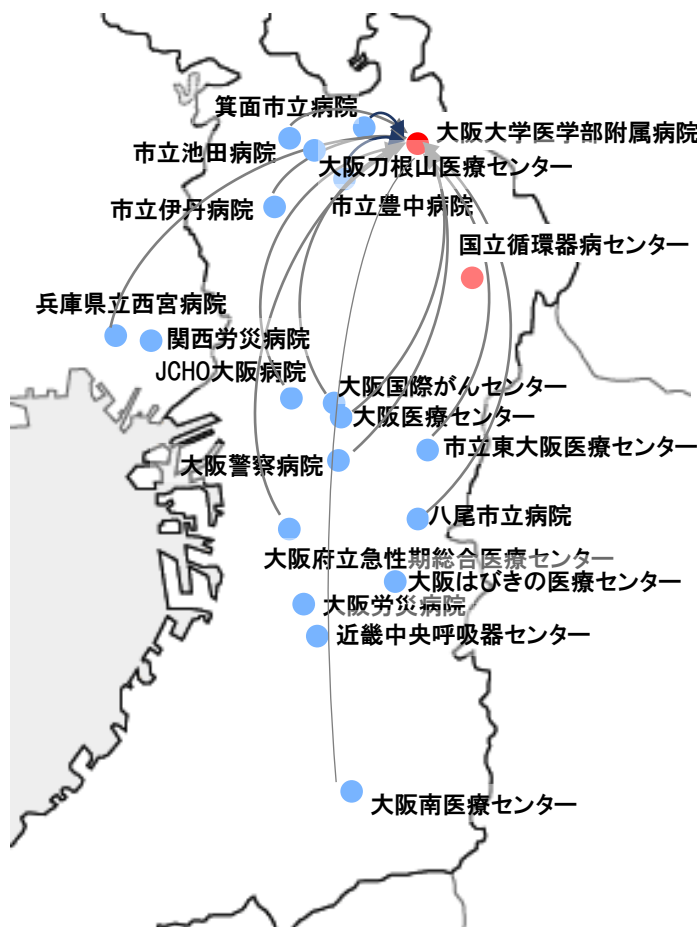 箕面市立病院
大阪大学医学部附属病院
市立池田病院
大阪刀根山医療センター
市立伊丹病院
市立豊中病院
国立循環器病センター
兵庫県立西宮病院
関西労災病院
JCHO大阪病院
大阪国際がんセンター
大阪医療センター
市立東大阪医療センター
大阪警察病院
八尾市立病院
大阪府立急性期総合医療センター
大阪はびきの医療センター
大阪労災病院
近畿中央呼吸器センター
大阪南医療センター